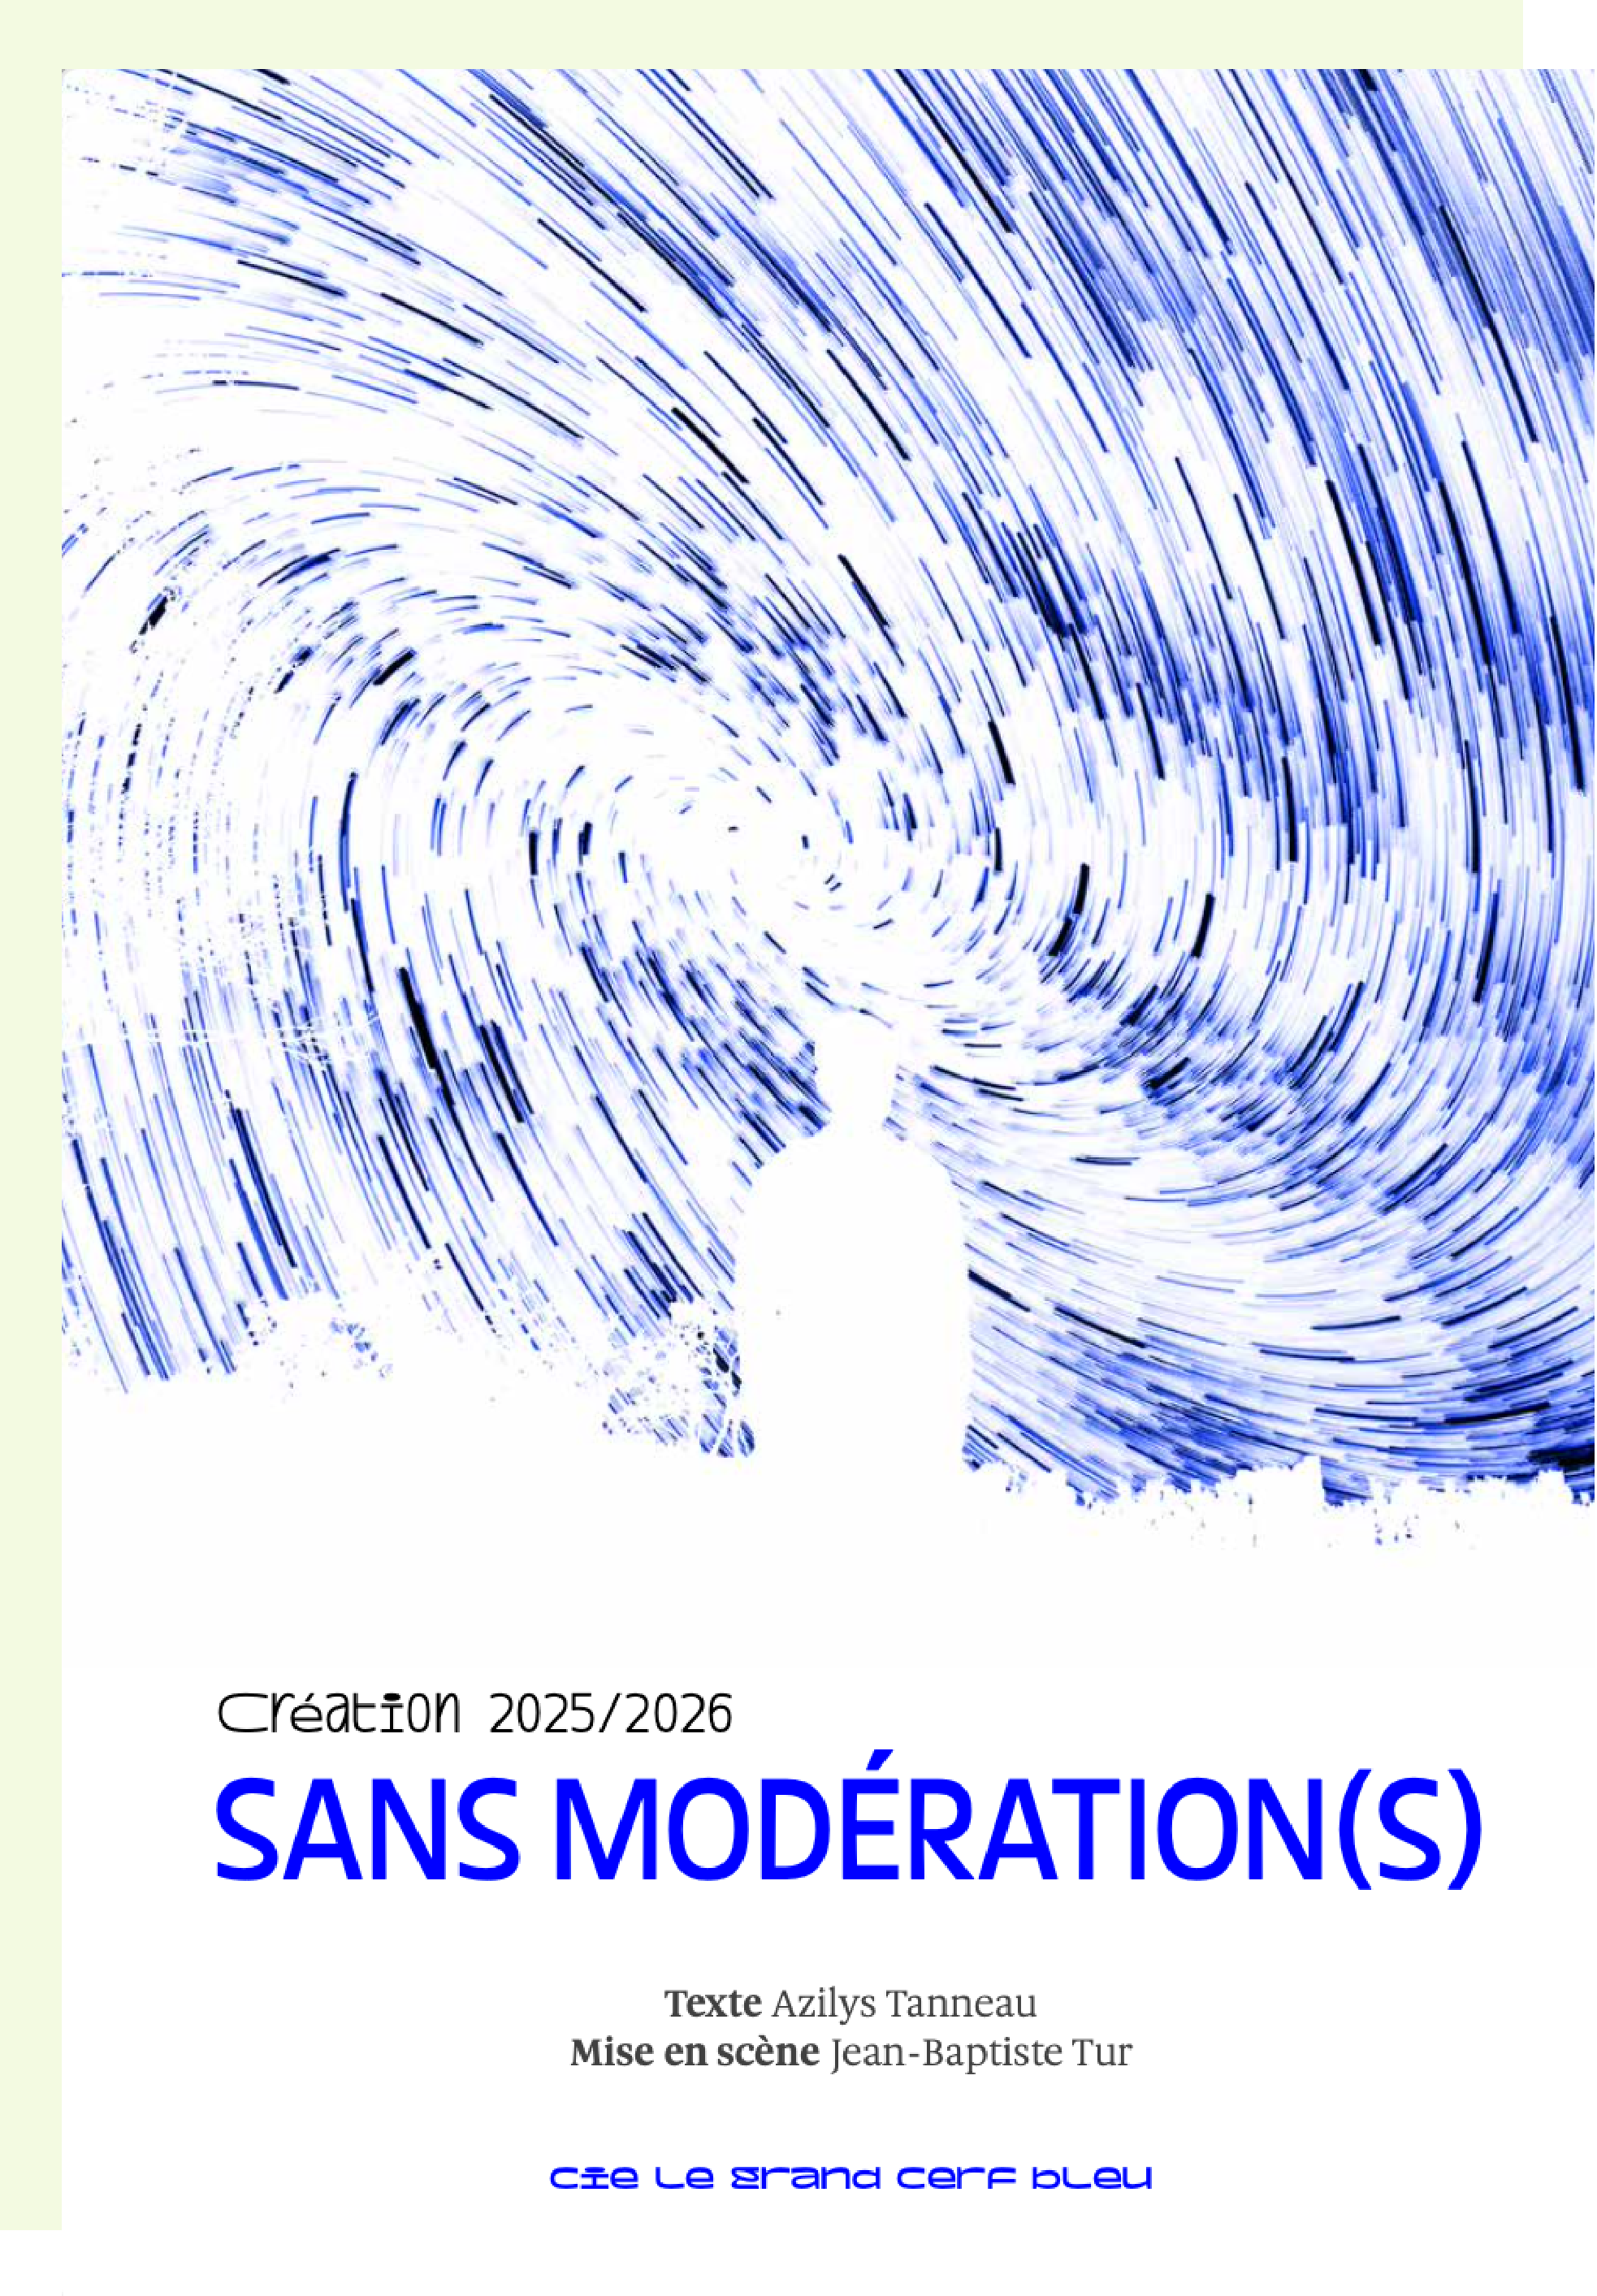 Création 2025/2026
SANS MODÉRATION(S)
Texte Azilys Tanneau
Mise en scène Jean-Baptiste Tur
cie le grand cerf bleu